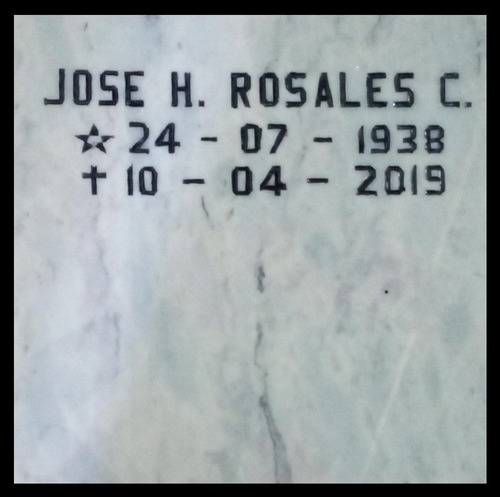 JOSE H. ROSALES C.
☆ 24 - 07 - 1938
✝ 10 - 04 - 2019